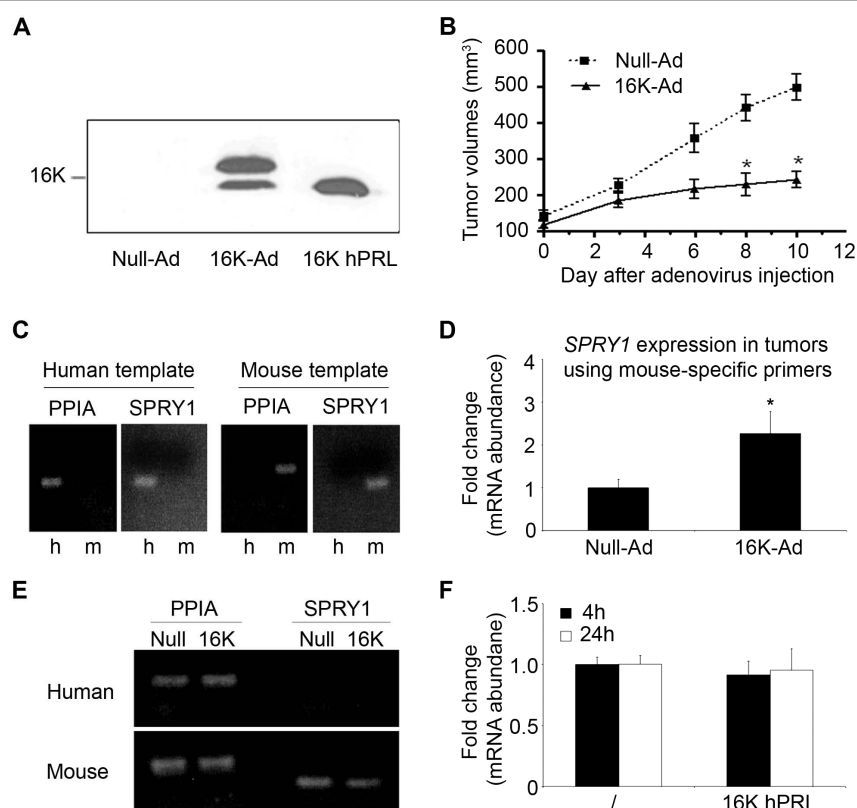 A
16K
Null-Ad 16K-Ad 16K hPRL
B
Tumor volumes (mm³)
600
500
400
300
200
100
Null-Ad
16K-Ad
* *
0 2 4 6 8 10 12
Day after adenovirus injection
C
Human template Mouse template
PPIA SPRY1 PPIA SPRY1
h m h m h m h m
D
SPRY1 expression in tumors
using mouse-specific primers
Fold change
(mRNA abundance)
4
3
2
1
0
*
Null-Ad 16K-Ad
E
PPIA SPRY1
Null 16K Null 16K
Human
Mouse
F
Fold change
(mRNA abundane)
1.5
1.0
0.5
0
4h
24h
/ 16K hPRL